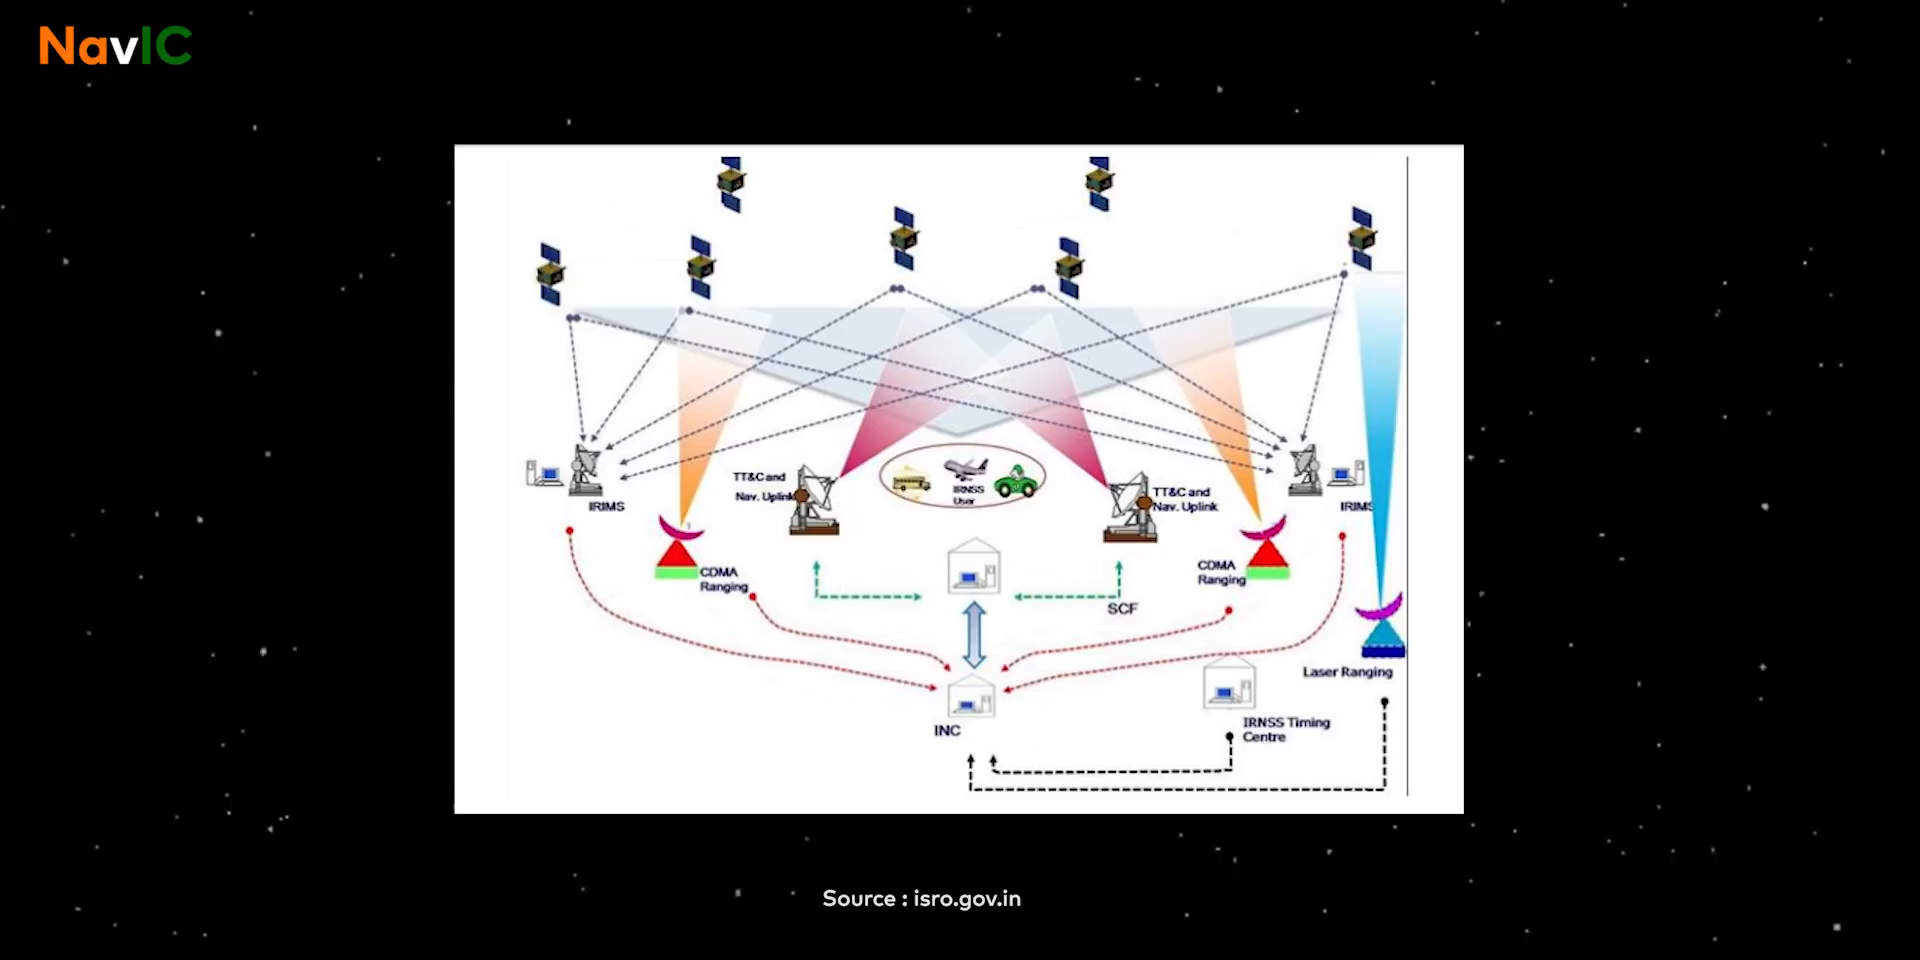 NavIC
TT&C and
Nav. Uplink
IRNSS
User
TT&C and
Nav. Uplink
IRIMS
IRIMS
CDMA
Ranging
CDMA
Ranging
SCF
Laser Ranging
INC
IRNSS Timing
Centre
Source : isro.gov.in